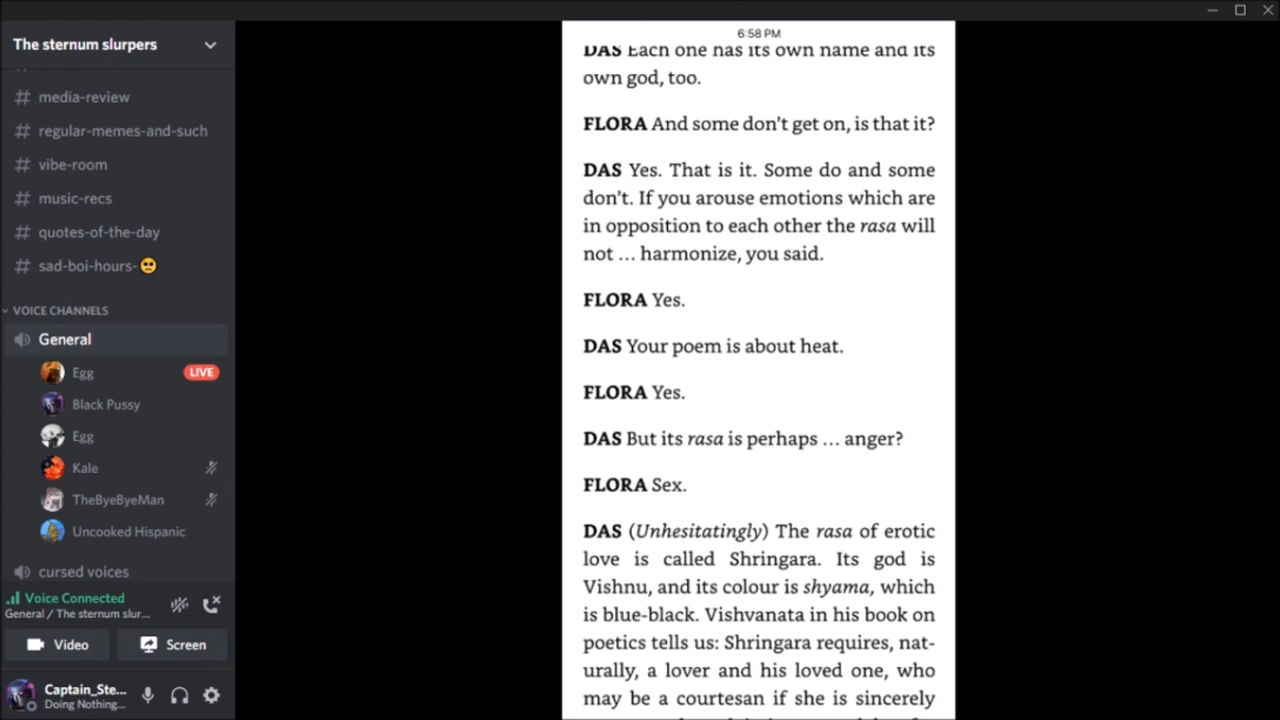 The sternum slurpers
# media-review
# regular-memes-and-such
# vibe-room
# music-recs
# quotes-of-the-day
# sad-boi-hours-🥺
VOICE CHANNELS
General
Egg LIVE
Black Pussy
Egg
Kale
TheByeByeMan
Uncooked Hispanic
cursed voices
Voice Connected
General / The sternum slur...
Video Screen
Captain_Ste...
Doing Nothing...
6:58 PM
DAS Each one has its own name and its
own god, too.
FLORA And some don't get on, is that it?
DAS Yes. That is it. Some do and some
don't. If you arouse emotions which are
in opposition to each other the rasa will
not … harmonize, you said.
FLORA Yes.
DAS Your poem is about heat.
FLORA Yes.
DAS But its rasa is perhaps … anger?
FLORA Sex.
DAS (Unhesitatingly) The rasa of erotic
love is called Shringara. Its god is
Vishnu, and its colour is shyama, which
is blue-black. Vishvanata in his book on
poetics tells us: Shringara requires, nat-
urally, a lover and his loved one, who
may be a courtesan if she is sincerely